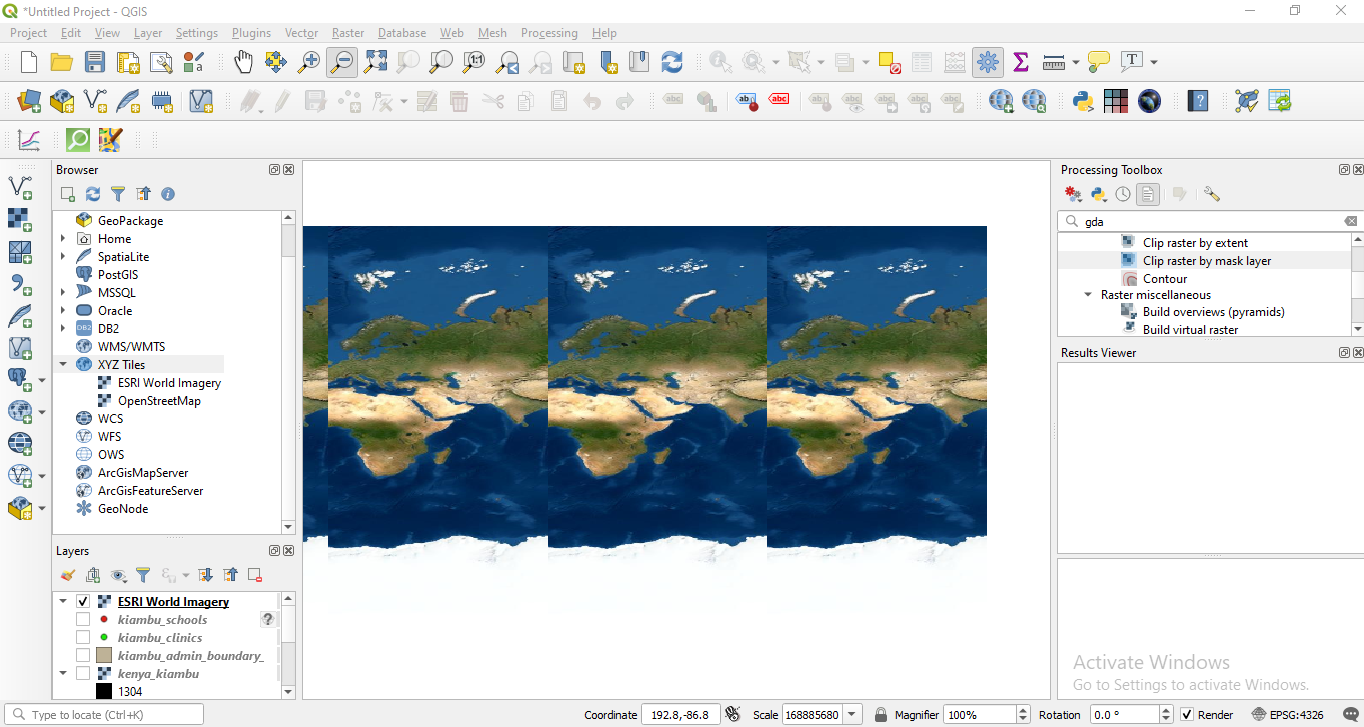 *Untitled Project - QGIS
Project Edit View Layer Settings Plugins Vector Raster Database Web Mesh Processing Help
Browser
GeoPackage
Home
SpatiaLite
PostGIS
MSSQL
Oracle
DB2 DB2
WMS/WMTS
XYZ Tiles
ESRI World Imagery
OpenStreetMap
WCS
WFS
OWS
ArcGisMapServer
ArcGisFeatureServer
GeoNode
Layers
ESRI World Imagery
kiambu_schools ?
kiambu_clinics
kiambu_admin_boundary_
kenya_kiambu
1304
Processing Toolbox
gda
Clip raster by extent
Clip raster by mask layer
Contour
Raster miscellaneous
Build overviews (pyramids)
Build virtual raster
Results Viewer
Activate Windows
Go to Settings to activate Windows.
Type to locate (Ctrl+K) Coordinate 192.8,-86.8 Scale 168885680 Magnifier 100% Rotation 0.0 ° Render EPSG:4326